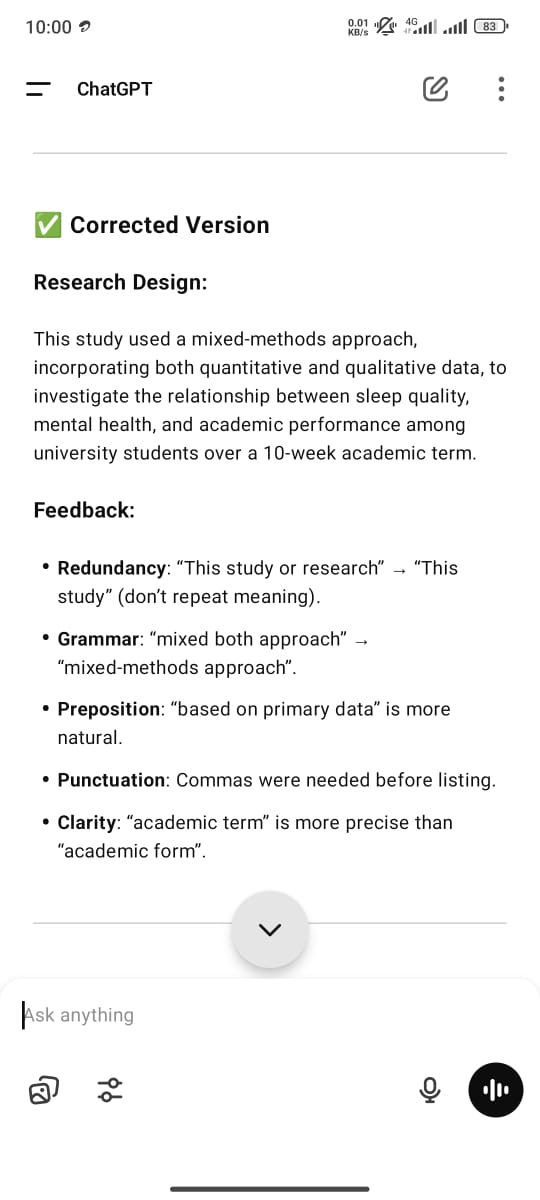 10:00
0.01
KB/s
4G
83
ChatGPT
✅ Corrected Version
Research Design:
This study used a mixed-methods approach,
incorporating both quantitative and qualitative data, to
investigate the relationship between sleep quality,
mental health, and academic performance among
university students over a 10-week academic term.
Feedback:
• Redundancy: “This study or research” → “This
study” (don’t repeat meaning).
• Grammar: “mixed both approach” →
“mixed-methods approach”.
• Preposition: “based on primary data” is more
natural.
• Punctuation: Commas were needed before listing.
• Clarity: “academic term” is more precise than
“academic form”.
Ask anything